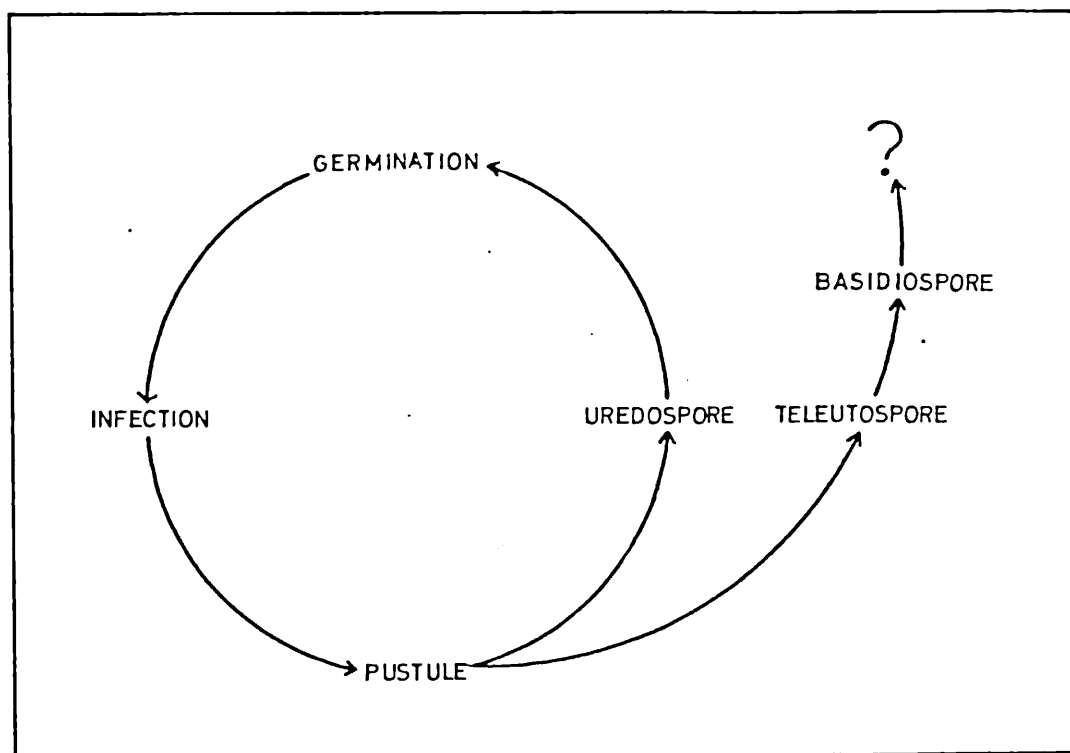 ?
GERMINATION
BASIDIOSPORE
INFECTION
UREDOSPORE
TELEUTOSPORE
PUSTULE